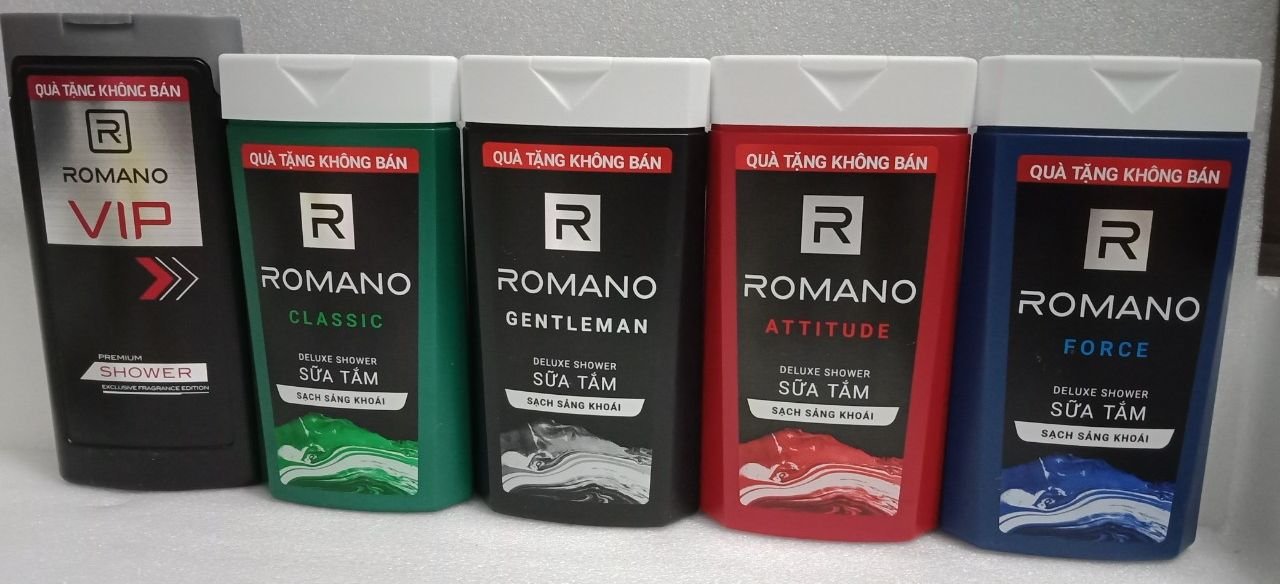 QUÀ TẶNG KHÔNG BÁN
R
ROMANO
VIP
PREMIUM
SHOWER
EXCLUSIVE FRAGRANCE EDITION
QUÀ TẶNG KHÔNG BÁN
R
ROMANO
CLASSIC
DELUXE SHOWER
SỮA TẮM
SẠCH SẢNG KHOÁI
QUÀ TẶNG KHÔNG BÁN
R
ROMANO
GENTLEMAN
DELUXE SHOWER
SỮA TẮM
SẠCH SẢNG KHOÁI
QUÀ TẶNG KHÔNG BÁN
R
ROMANO
ATTITUDE
DELUXE SHOWER
SỮA TẮM
SẠCH SẢNG KHOÁI
QUÀ TẶNG KHÔNG BÁN
R
ROMANO
FORCE
DELUXE SHOWER
SỮA TẮM
SẠCH SẢNG KHOÁI